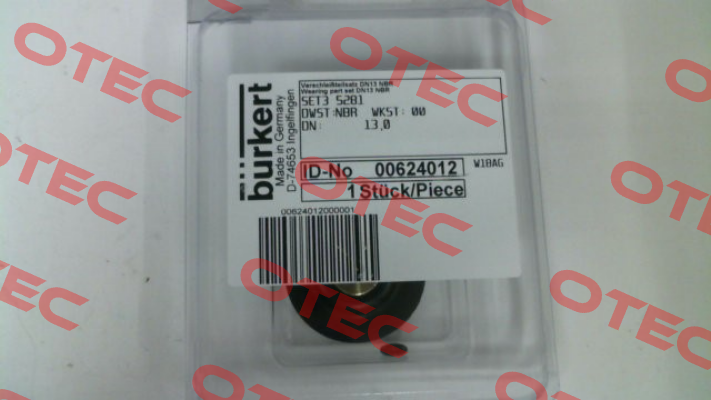 OTEC
OTEC
OTEC
OTEC
OTEC
OTEC
OTEC
OTEC
OTEC
OTEC
OTEC
bürkert
Made in Germany
D-74653 Ingelfingen
Verschleißteilsatz DN13 NBR
Wearing part set DN13 NBR
SET3 5281
DWST:NBR WKST: 00
DN: 13,0
ID-No 00624012
W18AG
1 Stück/Piece
00624012000001